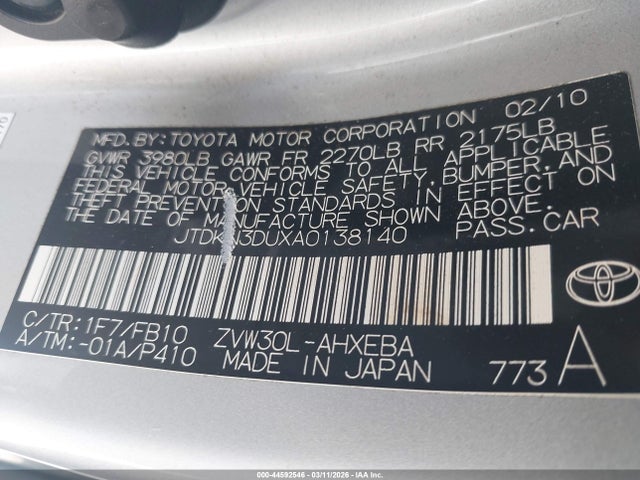 02/10
MFD. BY: TOYOTA MOTOR CORPORATION
GVWR 3980LB GAWR FR 2270LB RR 2175LB
THIS VEHICLE CONFORMS TO ALL APPLICABLE
FEDERAL MOTOR VEHICLE SAFETY, BUMPER, AND
THEFT PREVENTION STANDARDS IN EFFECT ON
THE DATE OF MANUFACTURE SHOWN ABOVE.
JTDKN3DUXA0138140 PASS. CAR
C/TR: 1F7/FB10 ZVW30L-AHXEBA
A/TM: -01A/P410 MADE IN JAPAN 773 A
TOYOTA
000-44592546 - 03/11/2026 - IAA Inc.